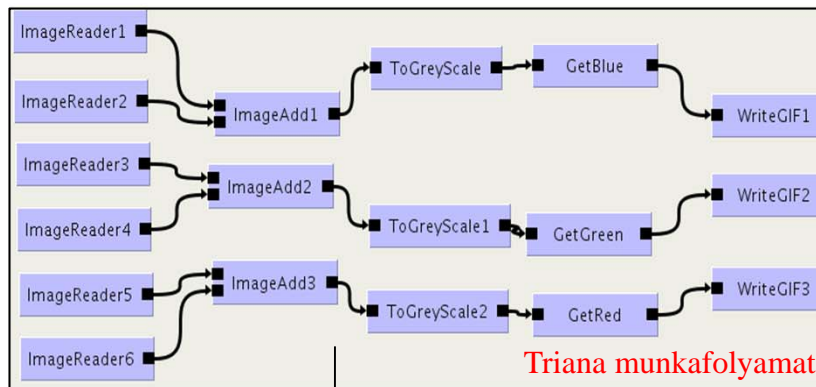 ImageReader1
ImageReader2
ImageAdd1
ToGreyScale
GetBlue
WriteGIF1
ImageReader3
ImageReader4
ImageAdd2
ToGreyScale1
GetGreen
WriteGIF2
ImageReader5
ImageReader6
ImageAdd3
ToGreyScale2
GetRed
WriteGIF3
Triana munkafolyamat